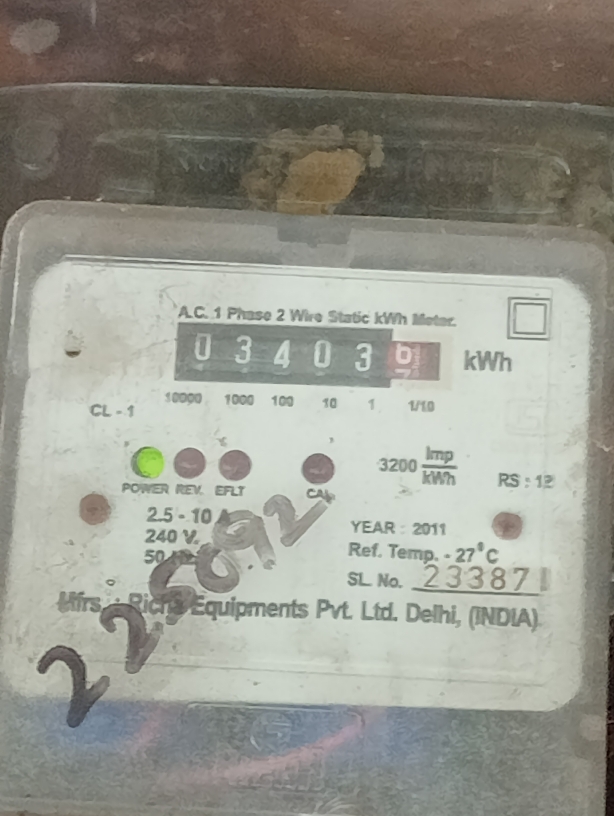 A.C. 1 Phase 2 Wire Static kWh Meter.
0 3 4 0 3 6 kWh
10000 1000 100 10 1 1/10
CL - 1
3200 Imp/kWh
RS : 12
POWER REV. EFLT CAL
2.5 - 10 A
240 V.
50
YEAR : 2011
Ref. Temp. - 27°C
SL. No. 233871
Mfrs. : Equipments Pvt. Ltd. Delhi, (INDIA)